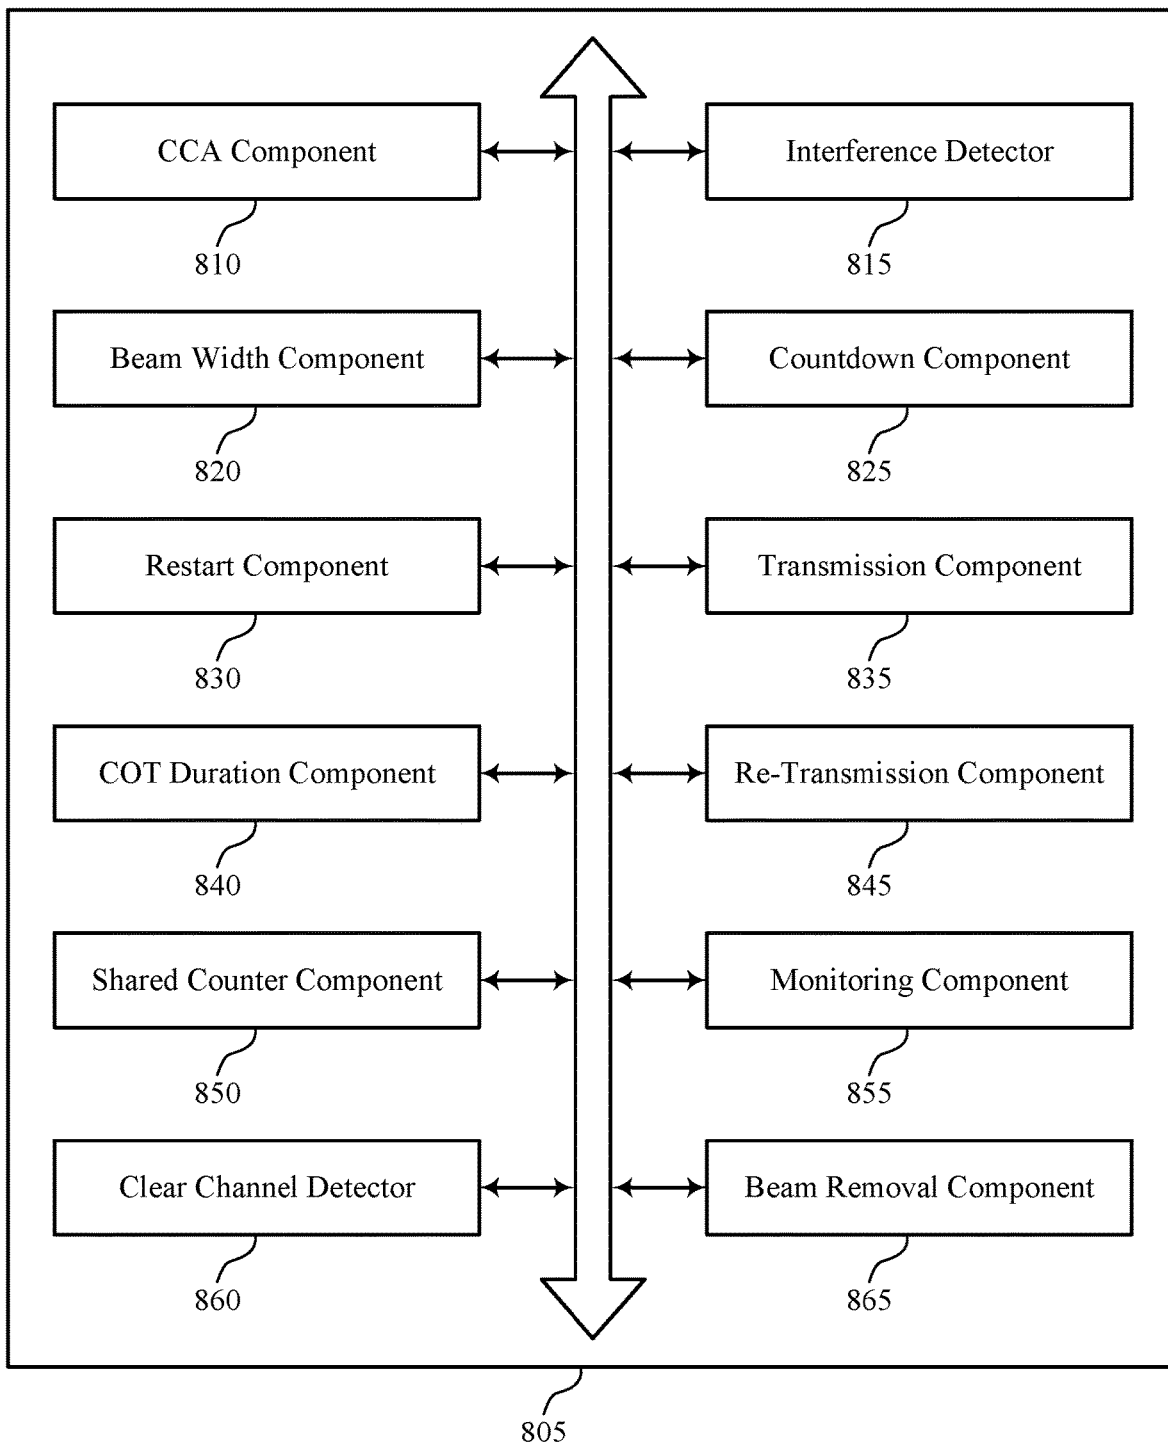 CCA Component
Interference Detector
810
815
Beam Width Component
Countdown Component
820
825
Restart Component
Transmission Component
830
835
COT Duration Component
Re-Transmission Component
840
845
Shared Counter Component
Monitoring Component
850
855
Clear Channel Detector
Beam Removal Component
860
865
805